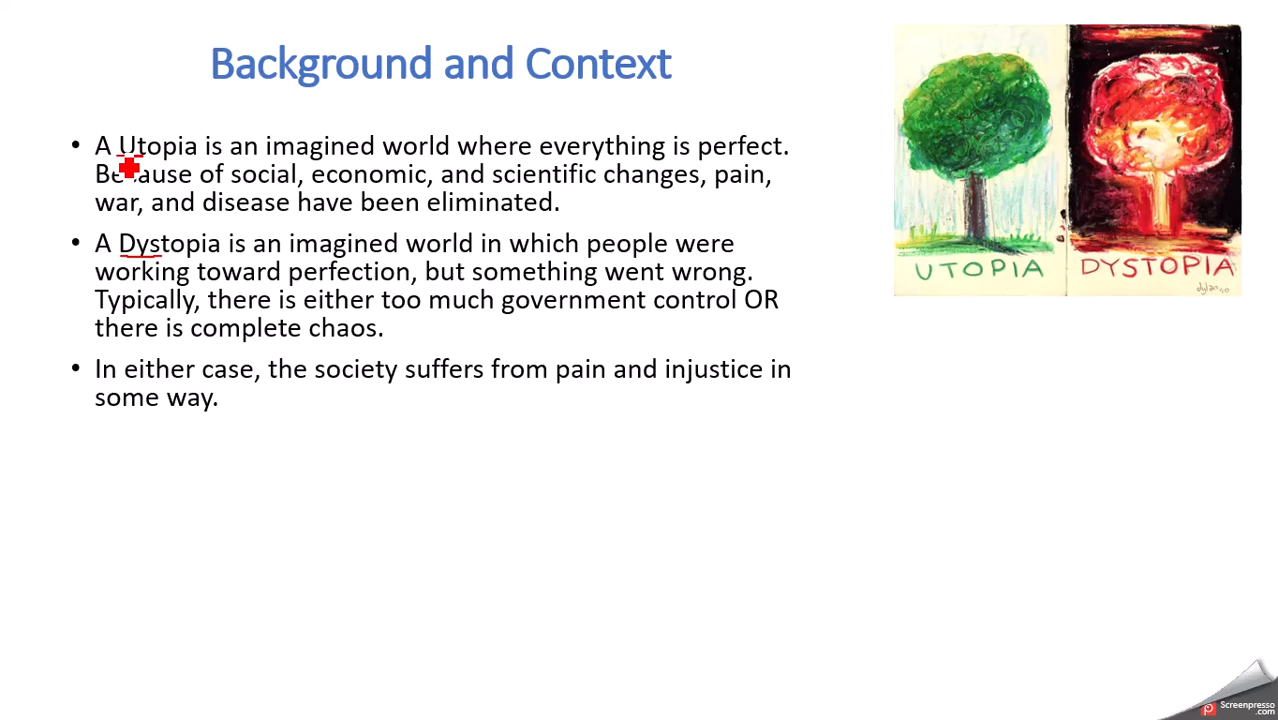 Background and Context
• A Utopia is an imagined world where everything is perfect.
Because of social, economic, and scientific changes, pain,
war, and disease have been eliminated.
• A Dystopia is an imagined world in which people were
working toward perfection, but something went wrong.
Typically, there is either too much government control OR
there is complete chaos.
• In either case, the society suffers from pain and injustice in
some way.
UTOPIA
DYSTOPIA
Screenpresso
.com